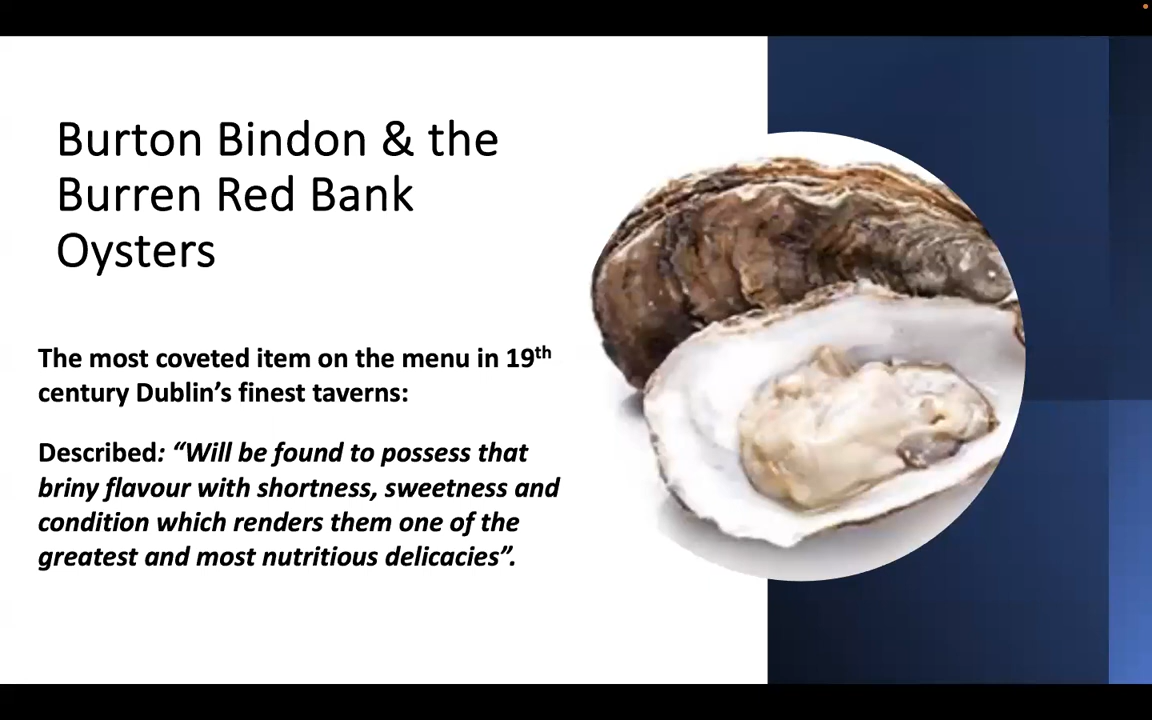 Burton Bindon & the
Burren Red Bank
Oysters
The most coveted item on the menu in 19th
century Dublin's finest taverns:
Described: “Will be found to possess that
briny flavour with shortness, sweetness and
condition which renders them one of the
greatest and most nutritious delicacies”.